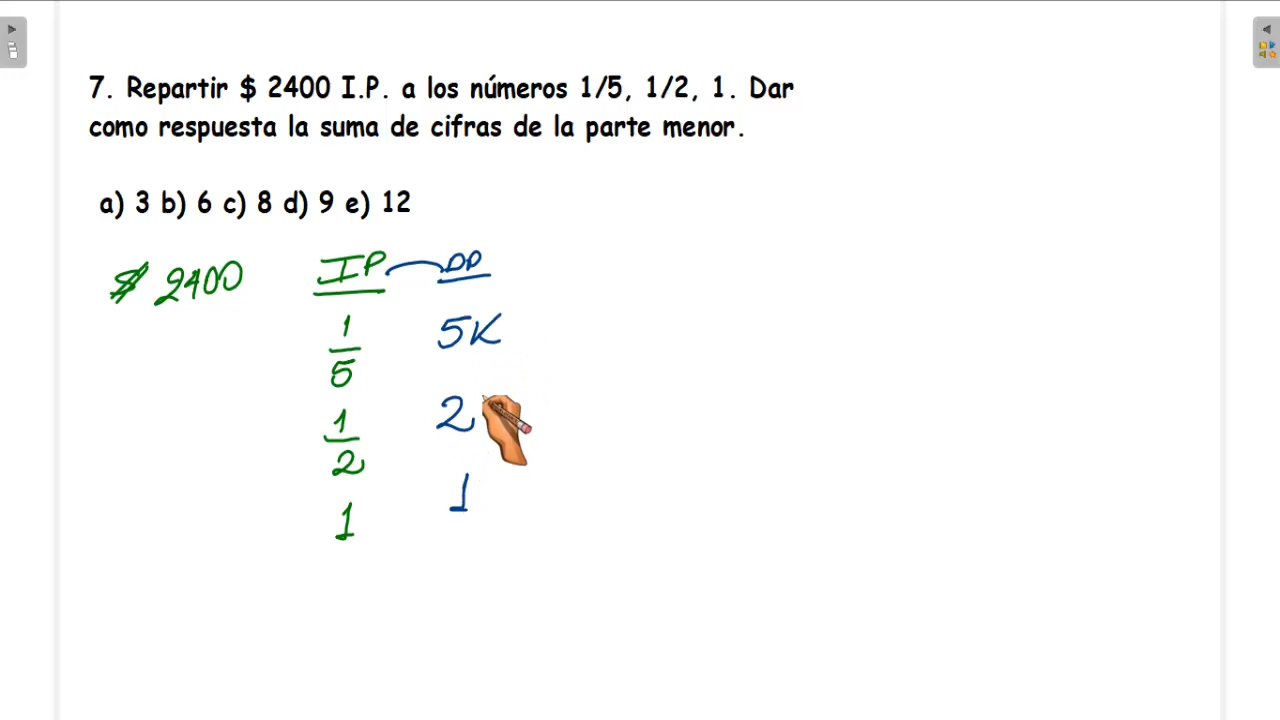 7. Repartir $ 2400 I.P. a los números 1/5, 1/2, 1. Dar
como respuesta la suma de cifras de la parte menor.
a) 3 b) 6 c) 8 d) 9 e) 12
$ 2400 IP DP
1/5 5K
1/2 2
1 1